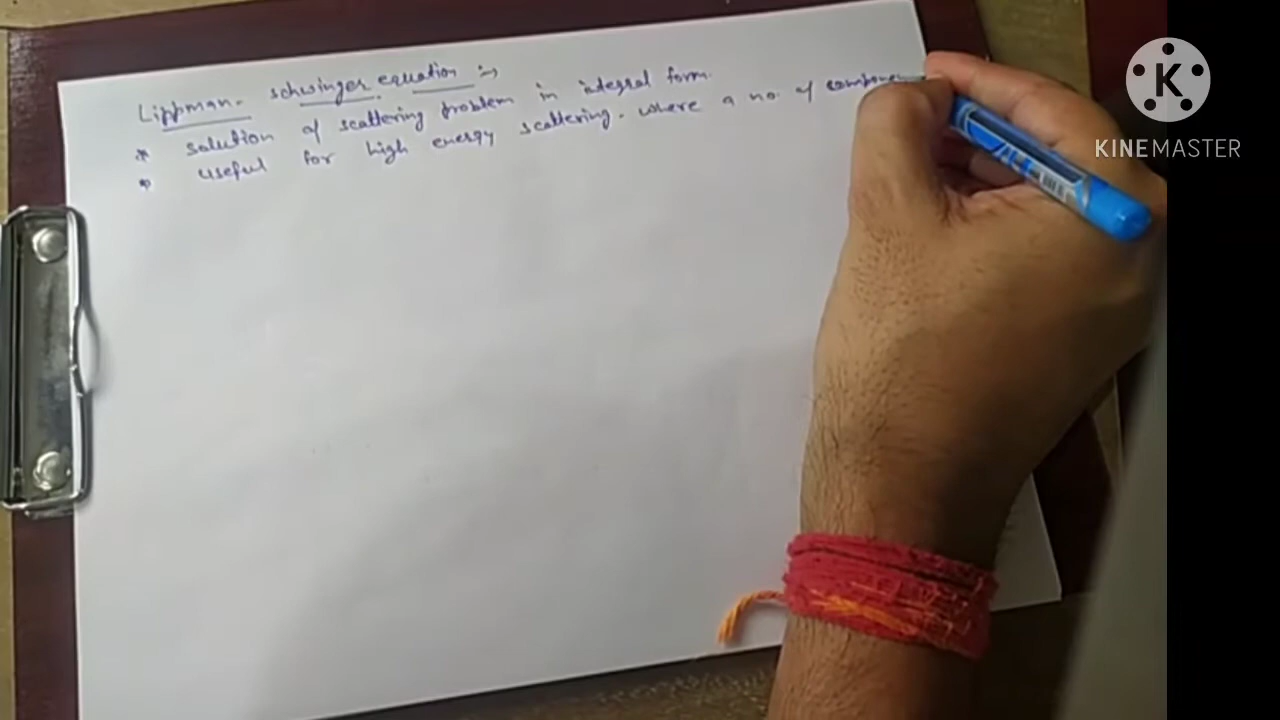 Lippman - schwinger equation :-
* solution of scattering problem in integral form.
* useful for high energy scattering. where a no. of componen
K
KINEMASTER